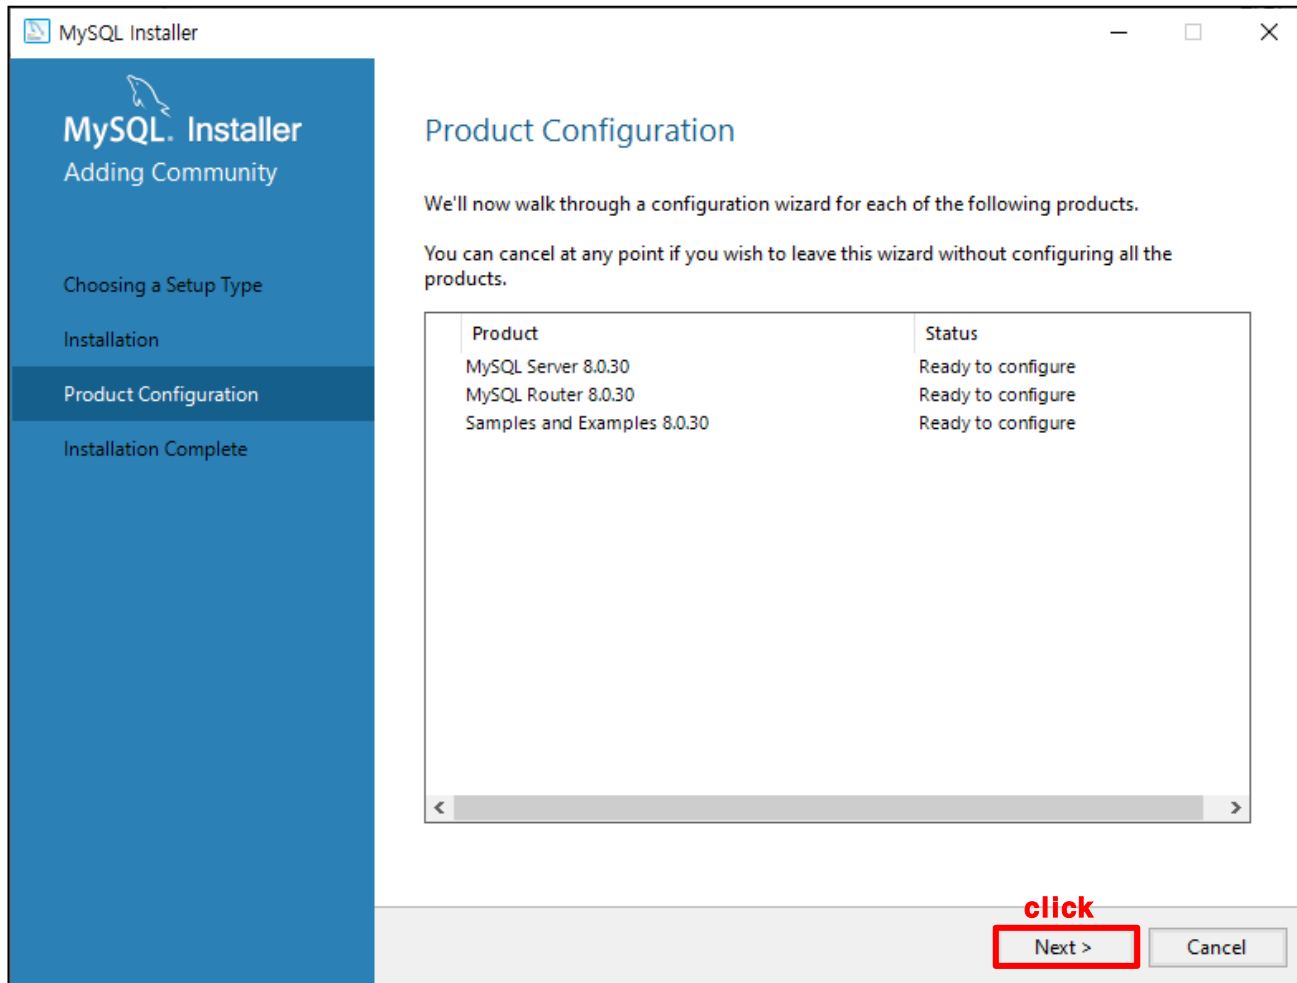 MySQL Installer
MySQL. Installer
Adding Community
Choosing a Setup Type
Installation
Product Configuration
Installation Complete
Product Configuration
We'll now walk through a configuration wizard for each of the following products.
You can cancel at any point if you wish to leave this wizard without configuring all the
products.
Product Status
MySQL Server 8.0.30 Ready to configure
MySQL Router 8.0.30 Ready to configure
Samples and Examples 8.0.30 Ready to configure
click
Next > Cancel